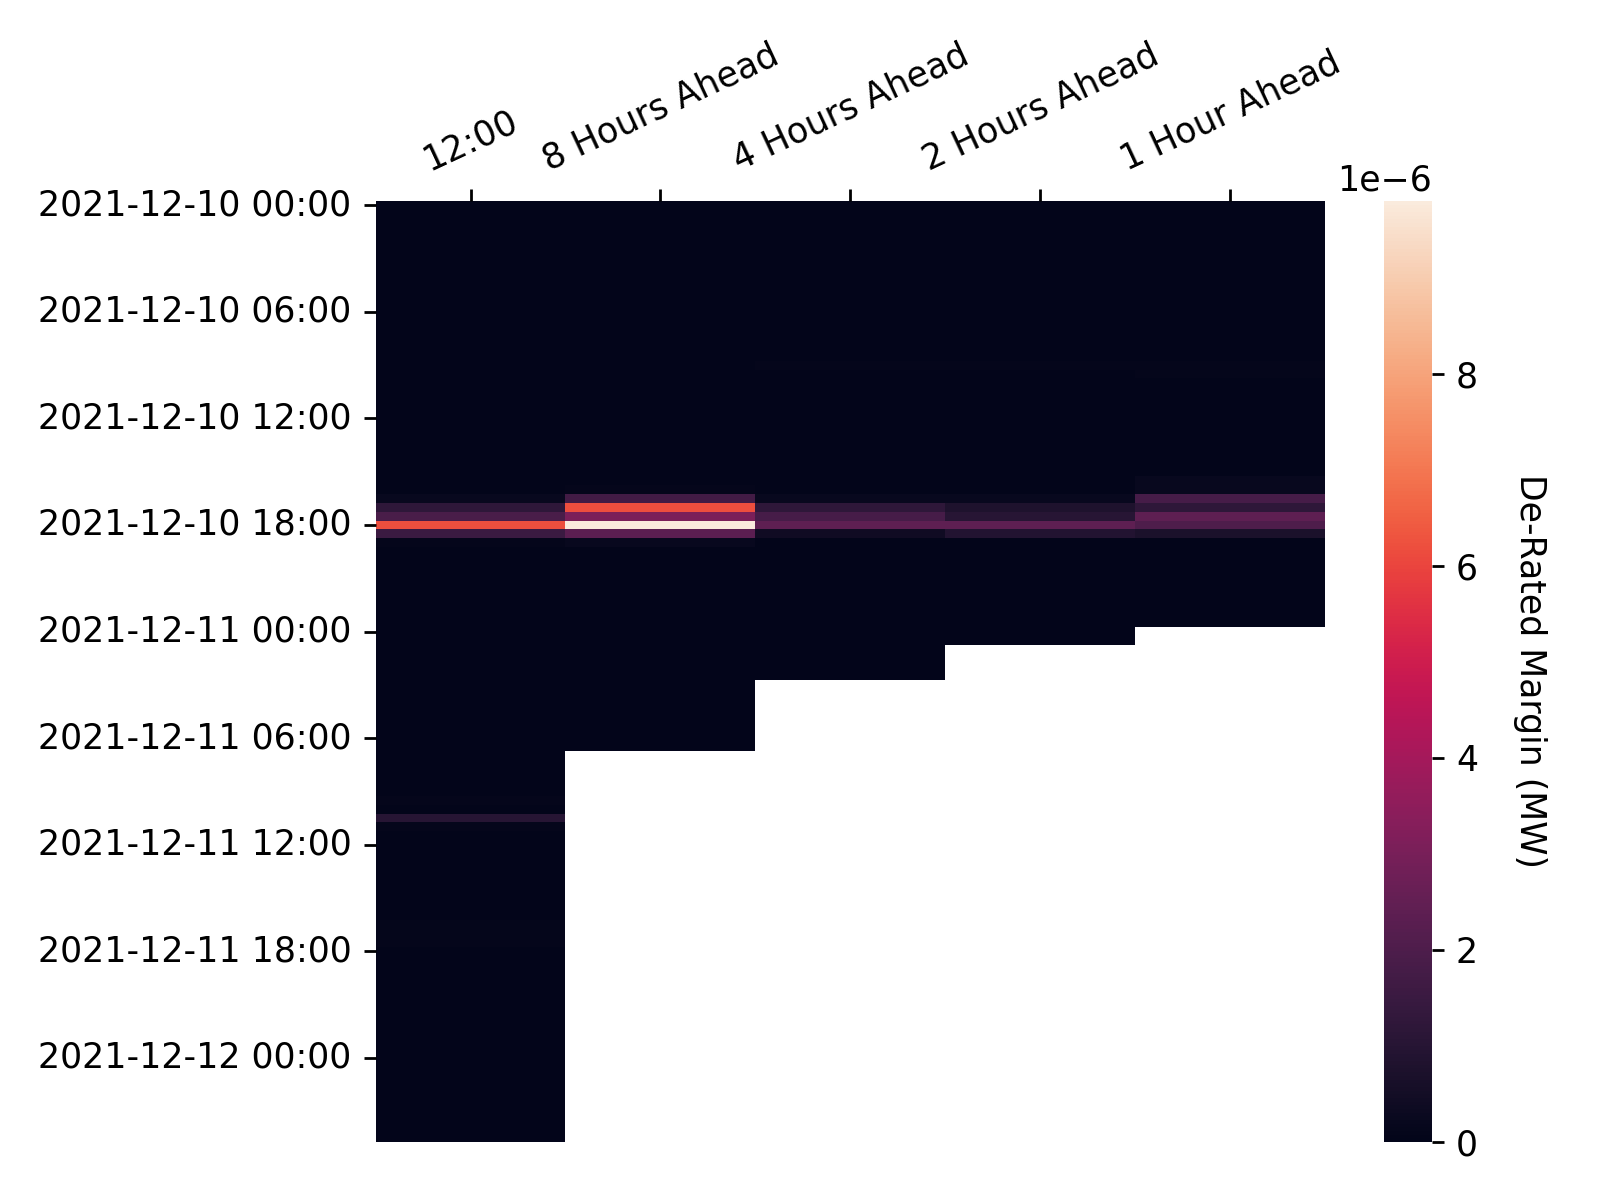 12:00
8 Hours Ahead
4 Hours Ahead
2 Hours Ahead
1 Hour Ahead
1e−6
2021-12-10 00:00
2021-12-10 06:00
2021-12-10 12:00
2021-12-10 18:00
2021-12-11 00:00
2021-12-11 06:00
2021-12-11 12:00
2021-12-11 18:00
2021-12-12 00:00
8
6
4
2
0
De-Rated Margin (MW)